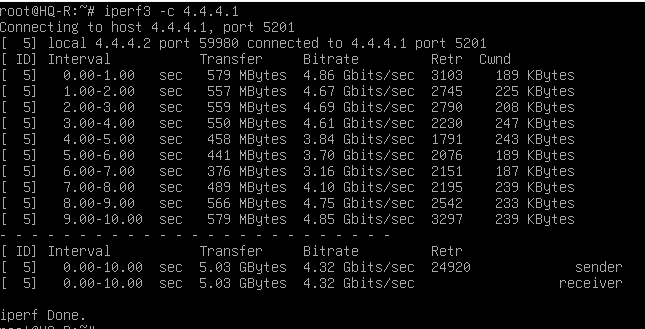 root@HQ-R:~# iperf3 -c 4.4.4.1
Connecting to host 4.4.4.1, port 5201
[  5] local 4.4.4.2 port 59980 connected to 4.4.4.1 port 5201
[ ID] Interval           Transfer     Bitrate         Retr  Cwnd
[  5]   0.00-1.00   sec   579 MBytes  4.86 Gbits/sec  3103    189 KBytes
[  5]   1.00-2.00   sec   557 MBytes  4.67 Gbits/sec  2745    225 KBytes
[  5]   2.00-3.00   sec   559 MBytes  4.69 Gbits/sec  2790    208 KBytes
[  5]   3.00-4.00   sec   550 MBytes  4.61 Gbits/sec  2230    247 KBytes
[  5]   4.00-5.00   sec   458 MBytes  3.84 Gbits/sec  1791    243 KBytes
[  5]   5.00-6.00   sec   441 MBytes  3.70 Gbits/sec  2076    189 KBytes
[  5]   6.00-7.00   sec   376 MBytes  3.16 Gbits/sec  2151    187 KBytes
[  5]   7.00-8.00   sec   489 MBytes  4.10 Gbits/sec  2195    239 KBytes
[  5]   8.00-9.00   sec   566 MBytes  4.75 Gbits/sec  2542    233 KBytes
[  5]   9.00-10.00  sec   579 MBytes  4.85 Gbits/sec  3297    239 KBytes
- - - - - - - - - - - - - - - - - - - - - - - - -
[ ID] Interval           Transfer     Bitrate         Retr
[  5]   0.00-10.00  sec  5.03 GBytes  4.32 Gbits/sec  24920             sender
[  5]   0.00-10.00  sec  5.03 GBytes  4.32 Gbits/sec                  receiver
iperf Done.
root@HQ-R:~#